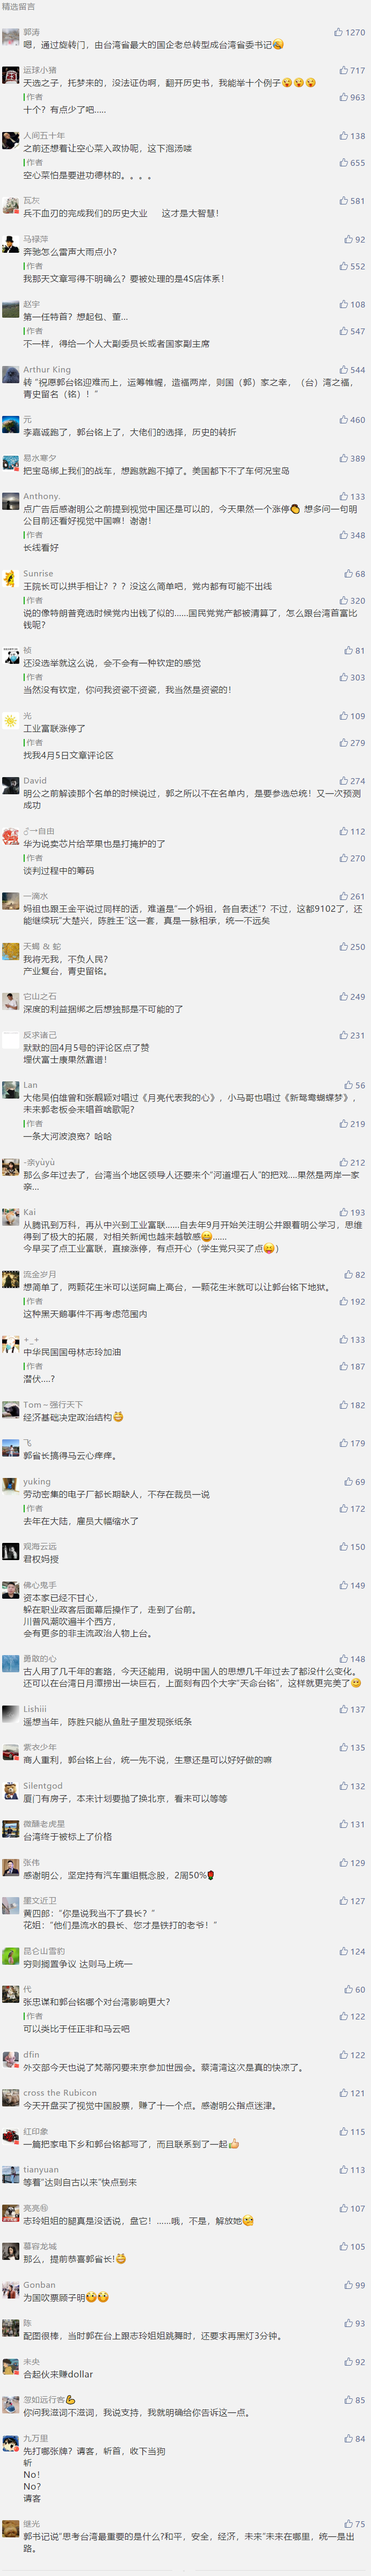 精选留言
郭涛 1270
嗯，通过旋转门，由台湾省最大的国企老总转型成台湾省委书记
运球小猪 717
天选之子，托梦来的，没法证伪啊，翻开历史书，我能举十个例子
作者 963
十个？有点少了吧.....
人间五十年 138
之前还想着让空心菜入政协呢，这下泡汤喽
作者 655
空心菜怕是要进功德林的。。。。
瓦灰 581
兵不血刃的完成我们的历史大业 这才是大智慧！
马禄萍 92
奔驰怎么雷声大雨点小？
作者 552
我那天文章写得不明确么？要被处理的是4S店体系！
赵宇 108
第一任特首？想起包、董...
作者 547
不一样，得给一个人大副委员长或者国家副主席
Arthur King 544
转 “祝愿郭台铭迎难而上，运筹帷幄，造福两岸，则国（郭）家之幸，（台）湾之福，
青史留名（铭）！”
元 460
李嘉诚跑了，郭台铭上了，大佬们的选择，历史的转折
易水寒夕 389
把宝岛绑上我们的战车，想跑就跑不掉了。美国都下不了车何况宝岛
Anthony. 133
点广告后感谢明公之前提到视觉中国还是可以的，今天果然一个涨停 想多问一句明
公目前还看好视觉中国嘛！谢谢！
作者 348
长线看好
Sunrise 68
王院长可以拱手相让？？？没这么简单吧，党内都有可能不出线
作者 320
说的像特朗普竞选时候党内出钱了似的......国民党党产都被清算了，怎么跟台湾首富比
钱呢？
祯 81
还没选举就这么说，会不会有一种钦定的感觉
作者 303
当然没有钦定，你问我资瓷不资瓷，我当然是资瓷的！
光 109
工业富联涨停了
作者 279
找我4月5日文章评论区
David 274
明公之前解读那个名单的时候说过，郭之所以不在名单内，是要参选总统！又一次预测
成功
♂→自由 112
华为说卖芯片给苹果也是打掩护的了
作者 270
谈判过程中的筹码
一滴水 261
妈祖也跟王金平说过同样的话，难道是“一个妈祖，各自表述”？不过，这都9102了，还
能继续玩“大楚兴，陈胜王”这一套，真是一脉相承，统一不远矣
天蝎 & 蛇 250
我将无我，不负人民？
产业复台，青史留铭。
它山之石 249
深度的利益捆绑之后想独那是不可能的了
反求诸己 231
默默的回4月5号的评论区点了赞
埋伏富士康果然靠谱！
Lan 56
大佬吴伯雄曾和张靓颖对唱过《月亮代表我的心》，小马哥也唱过《新鸳鸯蝴蝶梦》，
未来郭老板会来唱首啥歌呢？
作者 219
一条大河波浪宽？哈哈
-亲yùyù 212
那么多年过去了，台湾当个地区领导人还要来个“河道埋石人”的把戏....果然是两岸一家
亲...
Kai 193
从腾讯到万科，再从中兴到工业富联......自去年9月开始关注明公并跟着明公学习，思维
得到了极大的拓展，对相关新闻也越来越敏感......
今早买了点工业富联，直接涨停，有点开心（学生党只买了点）
流金岁月 82
想简单了，两颗花生米可以送阿扁上高台，一颗花生米就可以让郭台铭下地狱。
作者 192
这种黑天鹅事件不再考虑范围内
+_+ 133
中华民国国母林志玲加油
作者 187
潜伏....?
Tom－强行天下 182
经济基础决定政治结构
飞 179
郭省长搞得马云心痒痒。
yuking 69
劳动密集的电子厂都长期缺人，不存在裁员一说
作者 172
去年在大陆，雇员大幅缩水了
观海云远 150
君权妈授
佛心鬼手 149
资本家已经不甘心，
躲在职业政客后面幕后操作了，走到了台前。
川普风潮吹遍半个西方，
会有更多的非主流政治人物上台。
勇敢的心 148
古人用了几千年的套路，今天还能用，说明中国人的思想几千年过去了都没什么变化。
还可以在台湾日月潭捞出一块巨石，上面刻有四个大字“天命台铭”，这样就更完美了
Lishiii 137
遥想当年，陈胜只能从鱼肚子里发现张纸条
紫衣少年 135
商人重利，郭台铭上台，统一先不说，生意还是可以好好做的嘛
Silentgod 132
厦门有房子，本来计划要抛了换北京，看来可以等等
微醺老虎星 131
台湾终于被标上了价格
张伟 129
感谢明公，坚定持有汽车重组概念股，2周50%
墨文近卫 127
黄四郎：“你是说我当不了县长？”
花姐：“他们是流水的县长、您才是铁打的老爷！”
昆仑山雪豹 124
穷则搁置争议 达则马上统一
代 60
张忠谋和郭台铭哪个对台湾影响更大？
作者 122
可以类比于任正非和马云吧
dfin 122
外交部今天也说了梵蒂冈要来京参加世园会。蔡湾湾这次是真的快凉了。
cross the Rubicon 121
今天开盘买了视觉中国股票，赚了十一个点。感谢明公指点迷津。
红印象 115
一篇把家电下乡和郭台铭都写了，而且联系到了一起
tianyuan 113
等着“达则自古以来”快点到来
亮亮㊕ 107
志玲姐姐的腿真是没话说，盘它！......哦，不是，解放她
慕容龙城 105
那么，提前恭喜郭省长!
Gonban 99
为国吹票顾子明
陈 93
配图很棒，当时郭在台上跟志玲姐姐跳舞时，还要求再黑灯3分钟。
未央 92
合起伙来赚dollar
忽如远行客 85
你问我滋词不滋词，我说支持，我就明确给你告诉这一点。
九万里 84
先打哪张牌？请客，斩首，收下当狗
斩
No！
No？
请客
继光 75
郭书记说“思考台湾最重要的是什么?和平，安全，经济，未来”未来在哪里，统一是出
路。